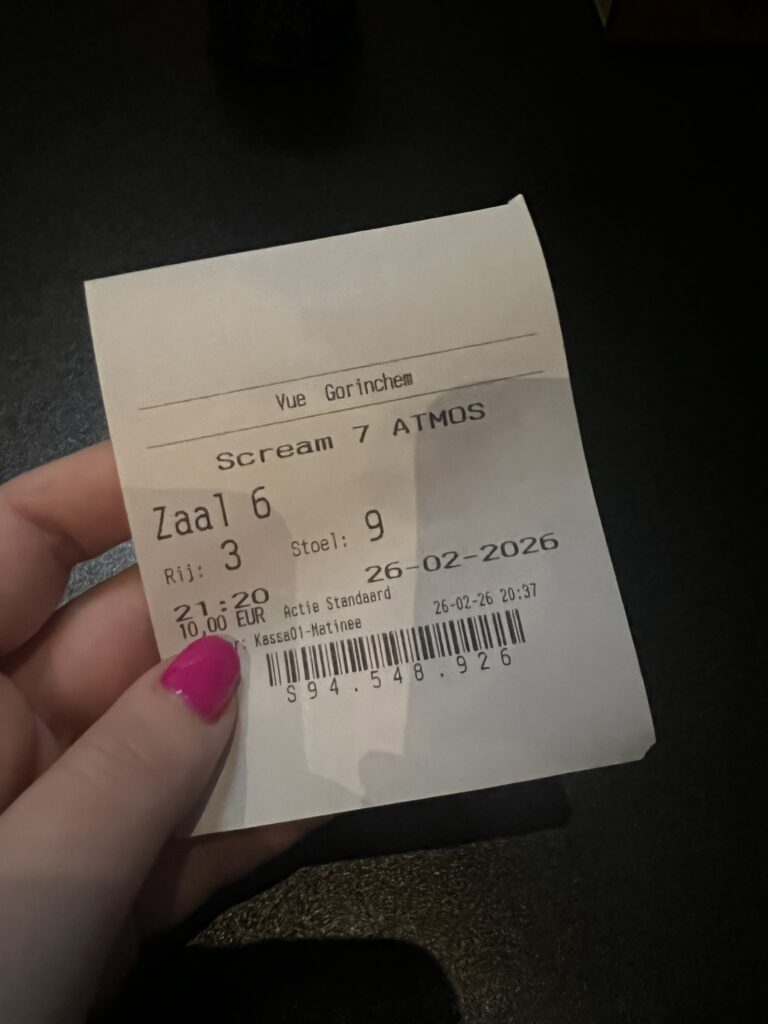 Vue Gorinchem
Scream 7 ATMOS
Zaal 6
Rij: 3 Stoel: 9
21:20 26-02-2026
10,00 EUR Actie Standaard 26-02-26 20:37
Kassa01-Matinee
S94.548.926